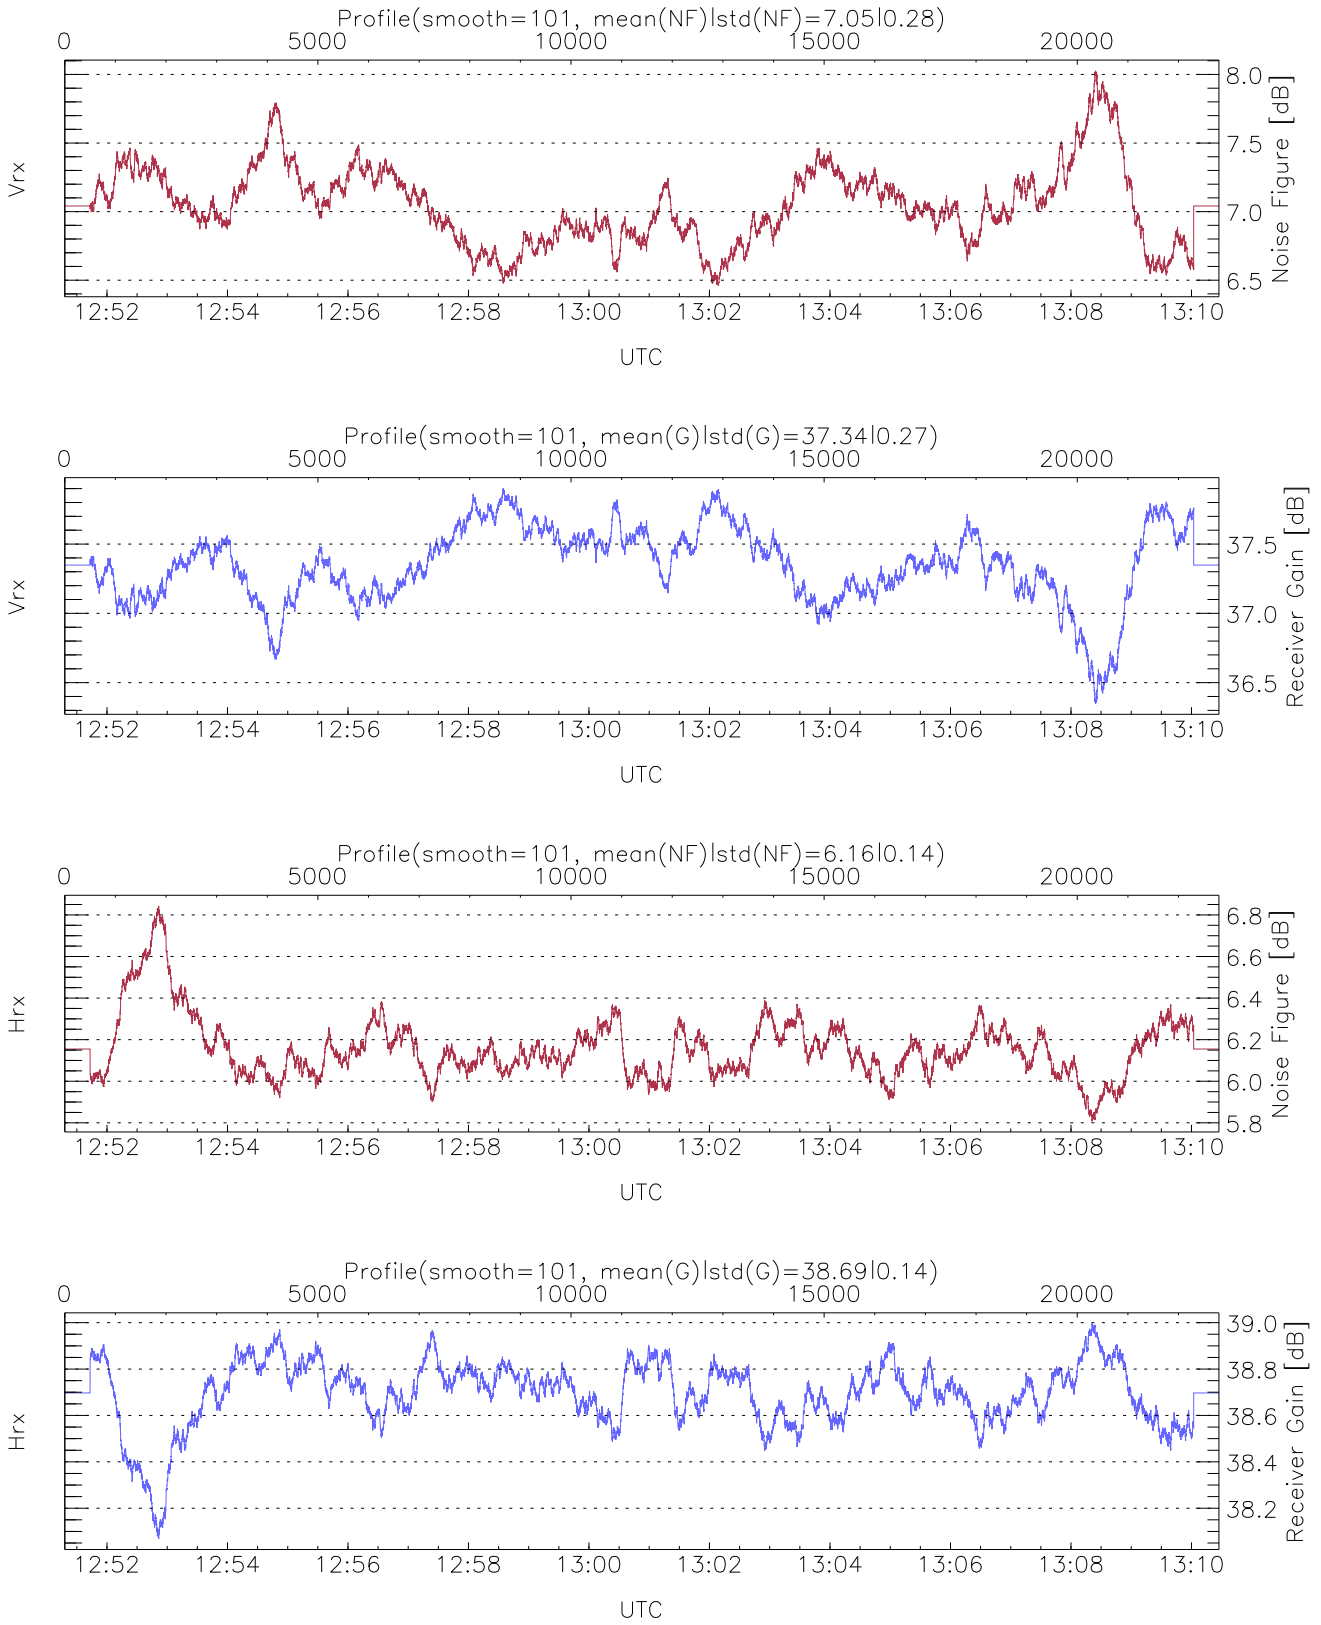 Profile(smooth=101, mean(NF)|std(NF)=7.05|0.28)
0 5000 10000 15000 20000
8.0
7.5
7.0
6.5
Vrx
Noise Figure [dB]
12:52 12:54 12:56 12:58 13:00 13:02 13:04 13:06 13:08 13:10
UTC
Profile(smooth=101, mean(G)|std(G)=37.34|0.27)
0 5000 10000 15000 20000
37.5
37.0
36.5
Vrx
Receiver Gain [dB]
12:52 12:54 12:56 12:58 13:00 13:02 13:04 13:06 13:08 13:10
UTC
Profile(smooth=101, mean(NF)|std(NF)=6.16|0.14)
0 5000 10000 15000 20000
6.8
6.6
6.4
6.2
6.0
5.8
Hrx
Noise Figure [dB]
12:52 12:54 12:56 12:58 13:00 13:02 13:04 13:06 13:08 13:10
UTC
Profile(smooth=101, mean(G)|std(G)=38.69|0.14)
0 5000 10000 15000 20000
39.0
38.8
38.6
38.4
38.2
Hrx
Receiver Gain [dB]
12:52 12:54 12:56 12:58 13:00 13:02 13:04 13:06 13:08 13:10
UTC